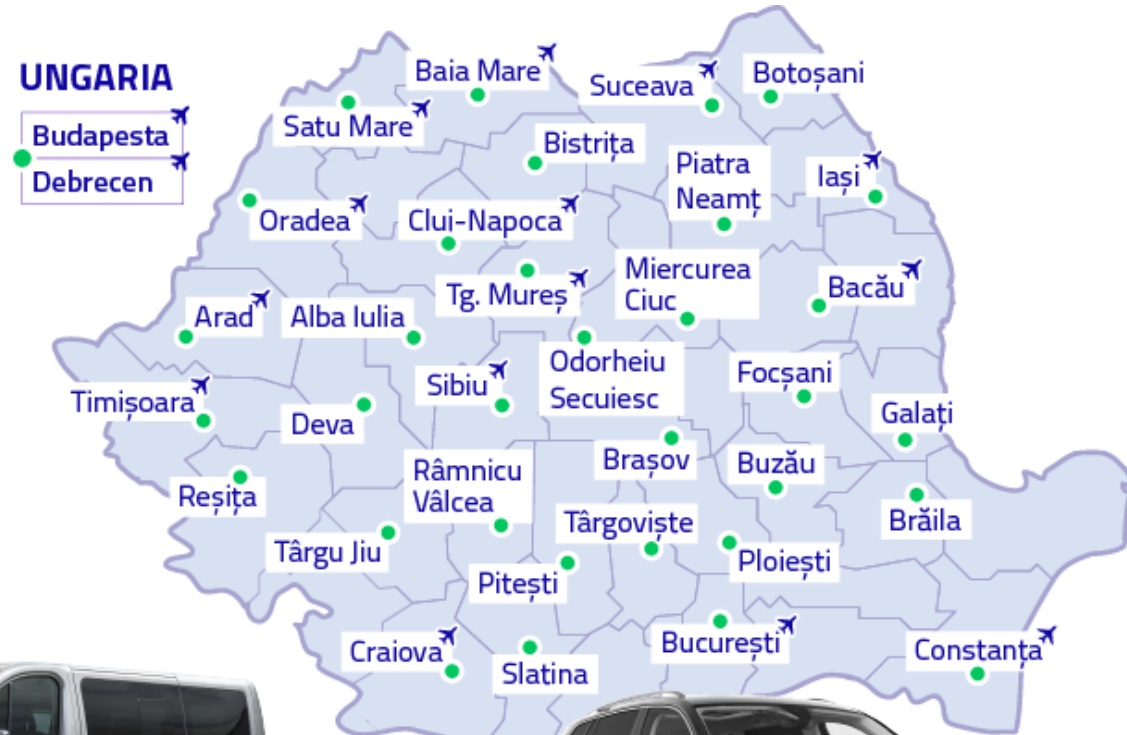 UNGARIA
Budapesta
Debrecen
Baia Mare
Suceava
Botoșani
Satu Mare
Bistrița
Piatra
Neamț
Iași
Oradea
Cluj-Napoca
Miercurea
Ciuc
Bacău
Tg. Mureș
Arad
Alba Iulia
Odorheiu
Secuiesc
Focșani
Sibiu
Timișoara
Deva
Galați
Brașov
Buzău
Râmnicu
Vâlcea
Reșița
Târgoviște
Brăila
Târgu Jiu
Pitești
Ploiești
Craiova
București
Constanța
Slatina